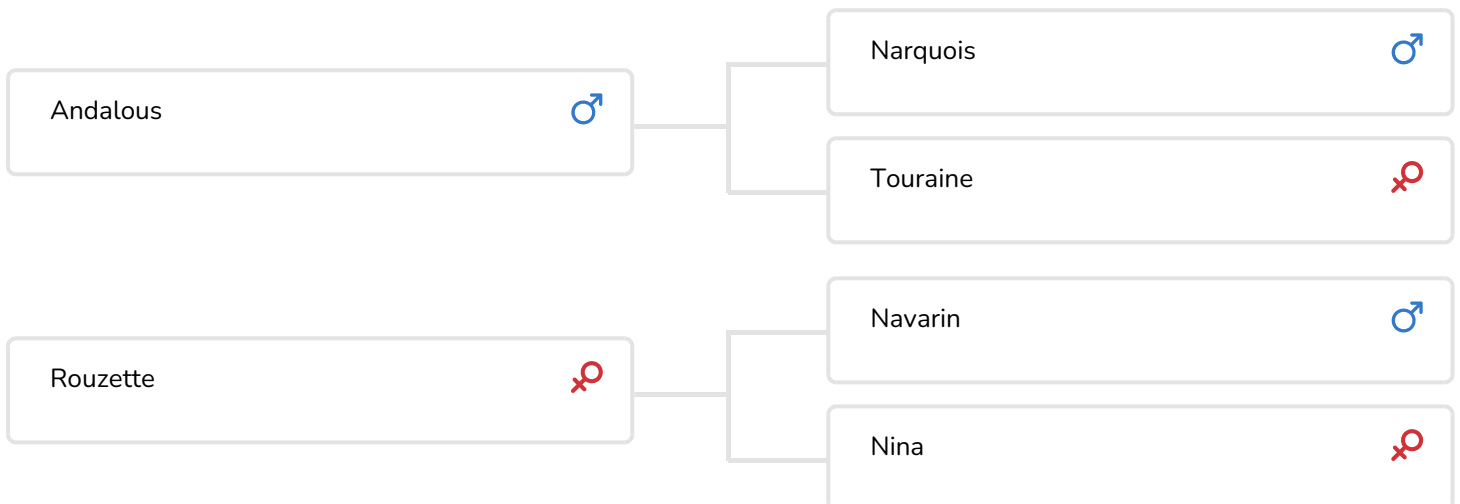 Narquois
Andalous
Touraine
Navarin
Rouzette
Nina